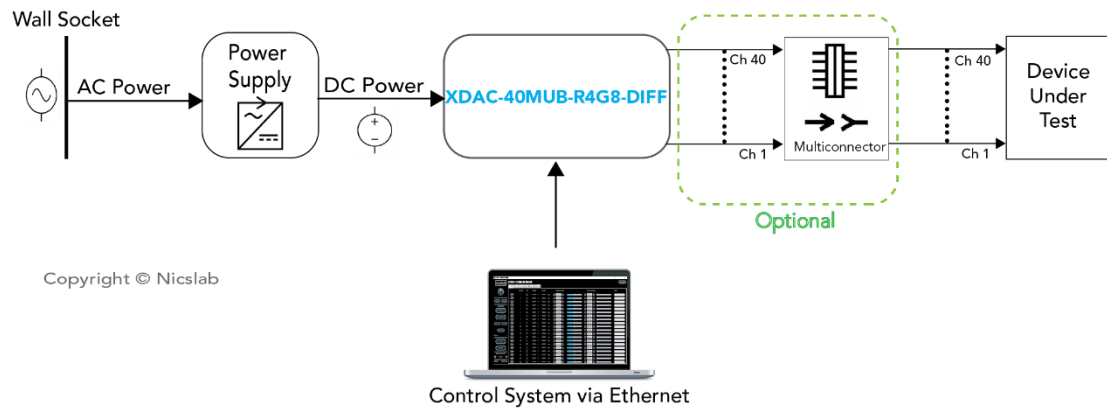 Wall Socket
AC Power
Power
Supply
DC Power
XDAC-40MUB-R4G8-DIFF
Ch 40
Ch 1
Multiconnector
Optional
Ch 40
Ch 1
Device
Under
Test
Copyright © Nicslab
Control System via Ethernet